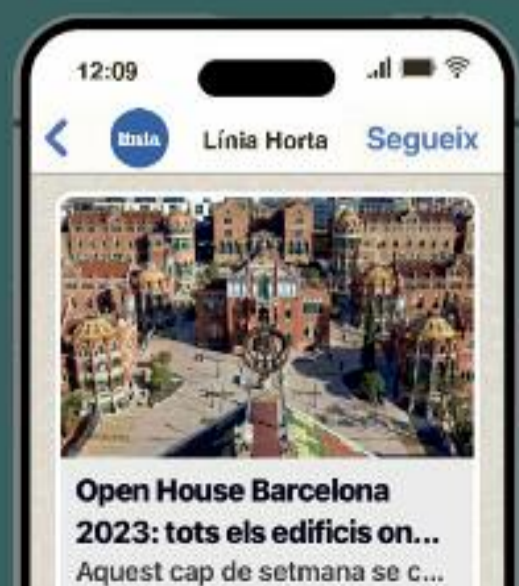 12:09
línia
Línia Horta
Segueix
Open House Barcelona
2023: tots els edificis on...
Aquest cap de setmana se c...